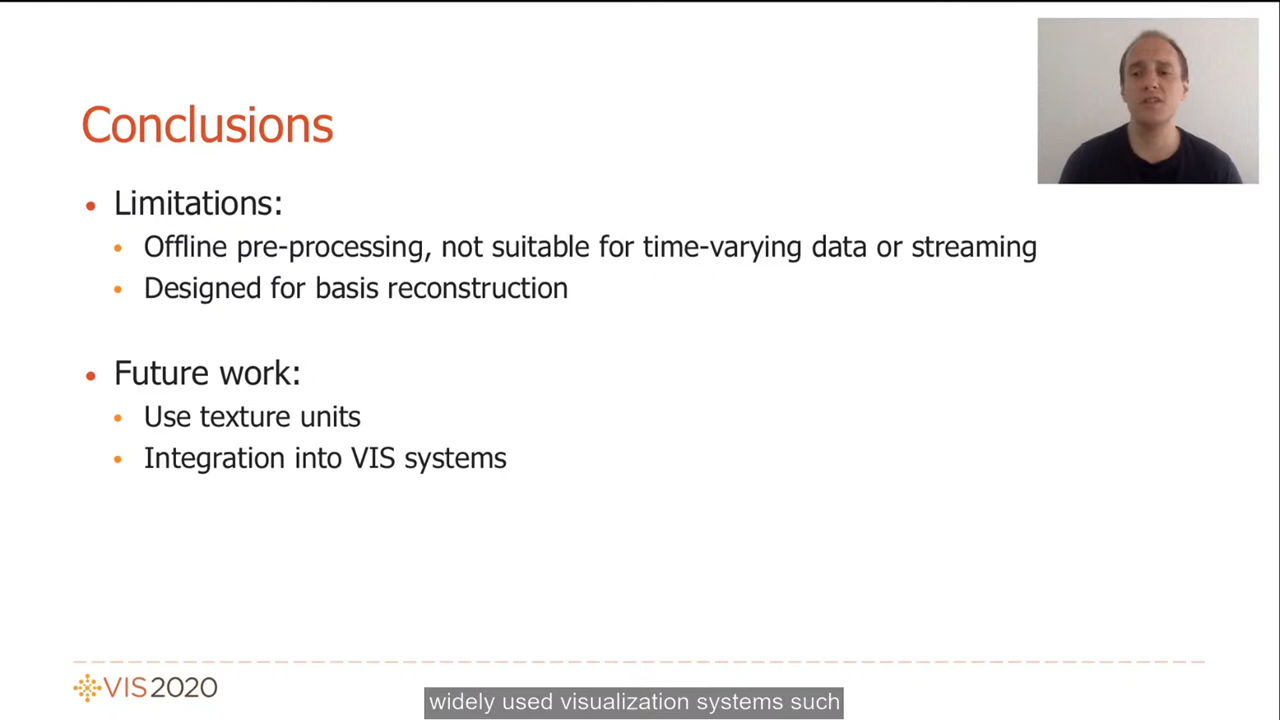 Conclusions
Limitations:
Offline pre-processing, not suitable for time-varying data or streaming
Designed for basis reconstruction
Future work:
Use texture units
Integration into VIS systems
VIS2020
widely used visualization systems such